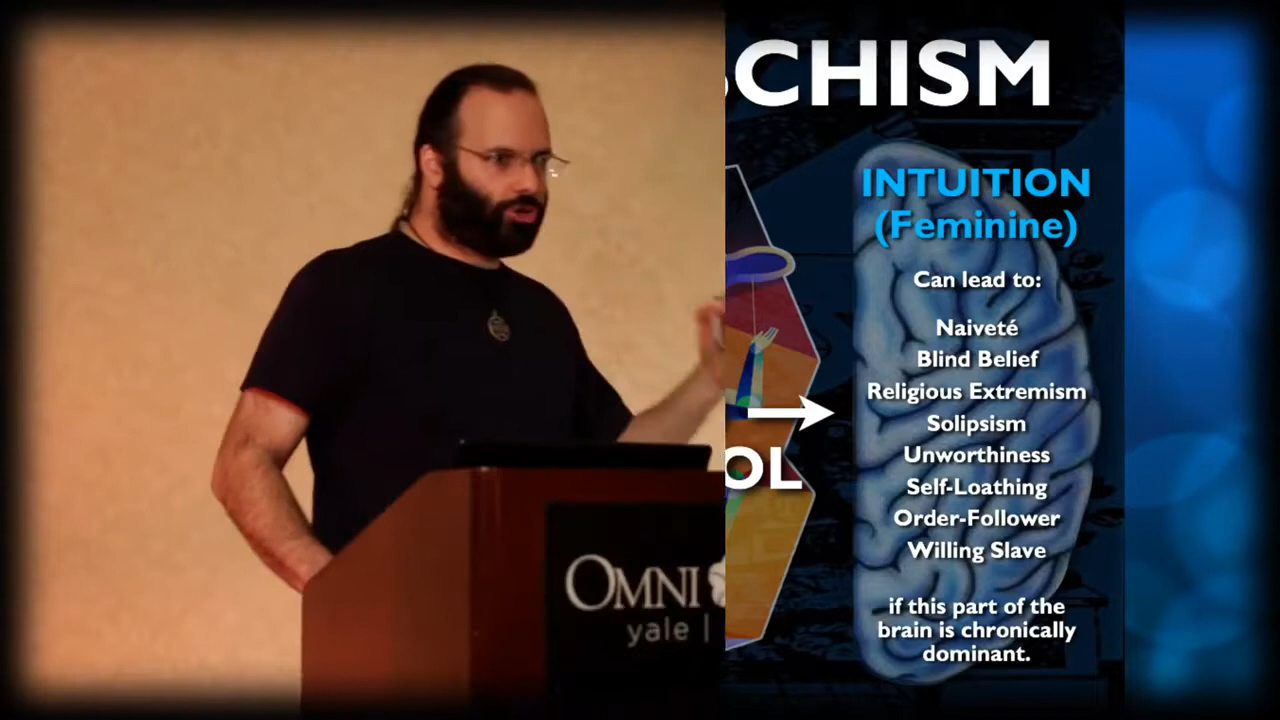 SCHISM
INTUITION
(Feminine)
Can lead to:
Naiveté
Blind Belief
Religious Extremism
Solipsism
Unworthiness
Self-Loathing
Order-Follower
Willing Slave
if this part of the
brain is chronically
dominant.
OL
OMNI
yale |